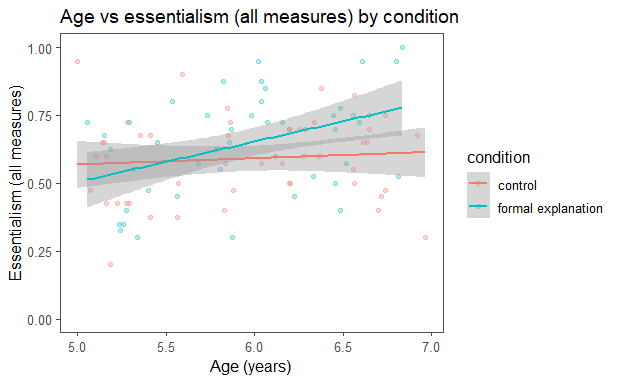 Age vs essentialism (all measures) by condition
Essentialism (all measures)
1.00
0.75
0.50
0.25
0.00
5.0
5.5
6.0
6.5
7.0
Age (years)
condition
control
formal explanation